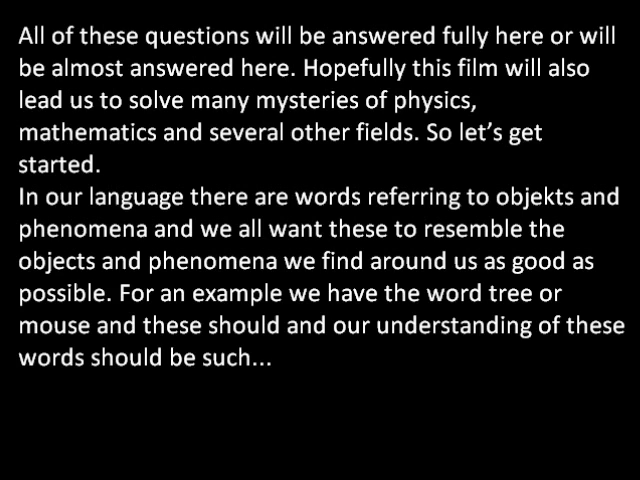 All of these questions will be answered fully here or will
be almost answered here. Hopefully this film will also
lead us to solve many mysteries of physics,
mathematics and several other fields. So let’s get
started.
In our language there are words referring to objekts and
phenomena and we all want these to resemble the
objects and phenomena we find around us as good as
possible. For an example we have the word tree or
mouse and these should and our understanding of these
words should be such...